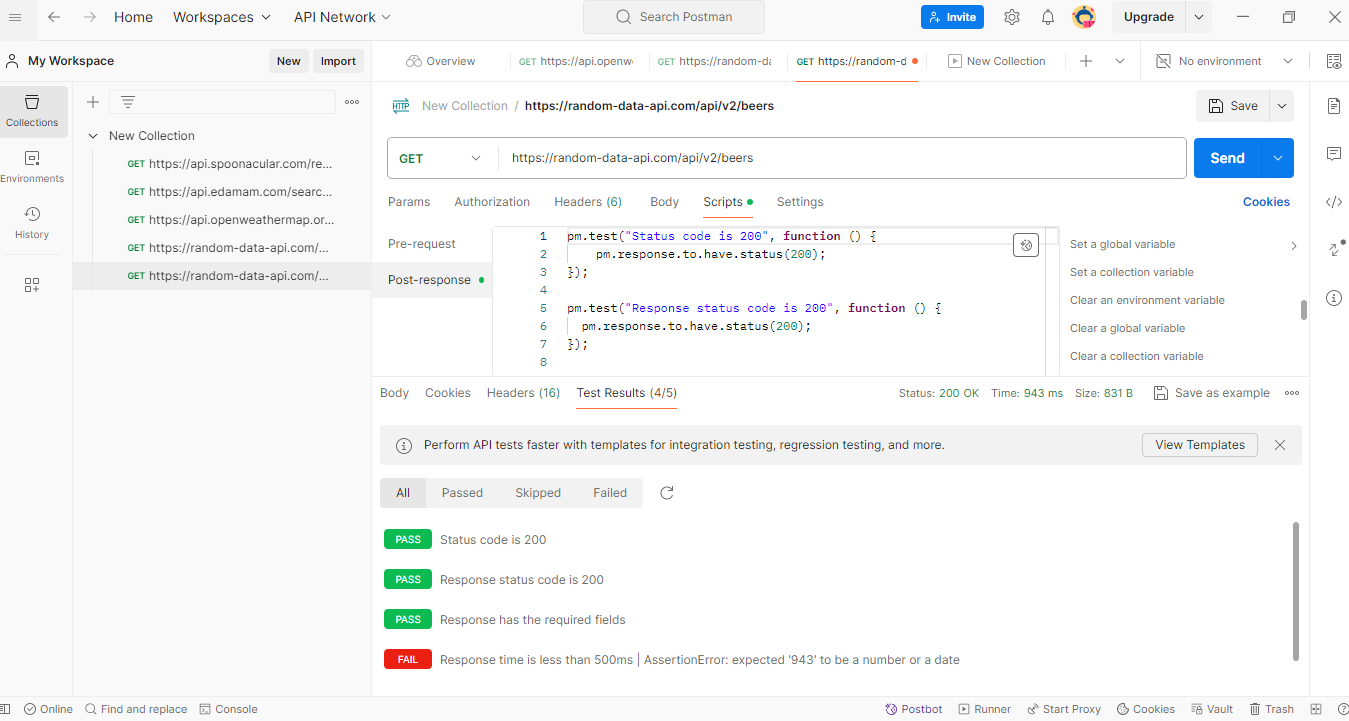 Home Workspaces API Network Search Postman Invite Upgrade
My Workspace New Import Overview GET https://api.openw GET https://random-da GET https://random-d New Collection No environment
Collections
Environments
History
New Collection
GET https://api.spoonacular.com/re...
GET https://api.edamam.com/searc...
GET https://api.openweathermap.or...
GET https://random-data-api.com/...
GET https://random-data-api.com/...
HTTP New Collection / https://random-data-api.com/api/v2/beers Save
GET https://random-data-api.com/api/v2/beers Send
Params Authorization Headers (6) Body Scripts Settings Cookies
Pre-request
Post-response
1 pm.test("Status code is 200", function () {
2 pm.response.to.have.status(200);
3 });
4
5 pm.test("Response status code is 200", function () {
6 pm.response.to.have.status(200);
7 });
8
Set a global variable
Set a collection variable
Clear an environment variable
Clear a global variable
Clear a collection variable
Body Cookies Headers (16) Test Results (4/5) Status: 200 OK Time: 943 ms Size: 831 B Save as example
Perform API tests faster with templates for integration testing, regression testing, and more. View Templates
All Passed Skipped Failed
PASS Status code is 200
PASS Response status code is 200
PASS Response has the required fields
FAIL Response time is less than 500ms | AssertionError: expected '943' to be a number or a date
Online Find and replace Console Postbot Runner Start Proxy Cookies Vault Trash